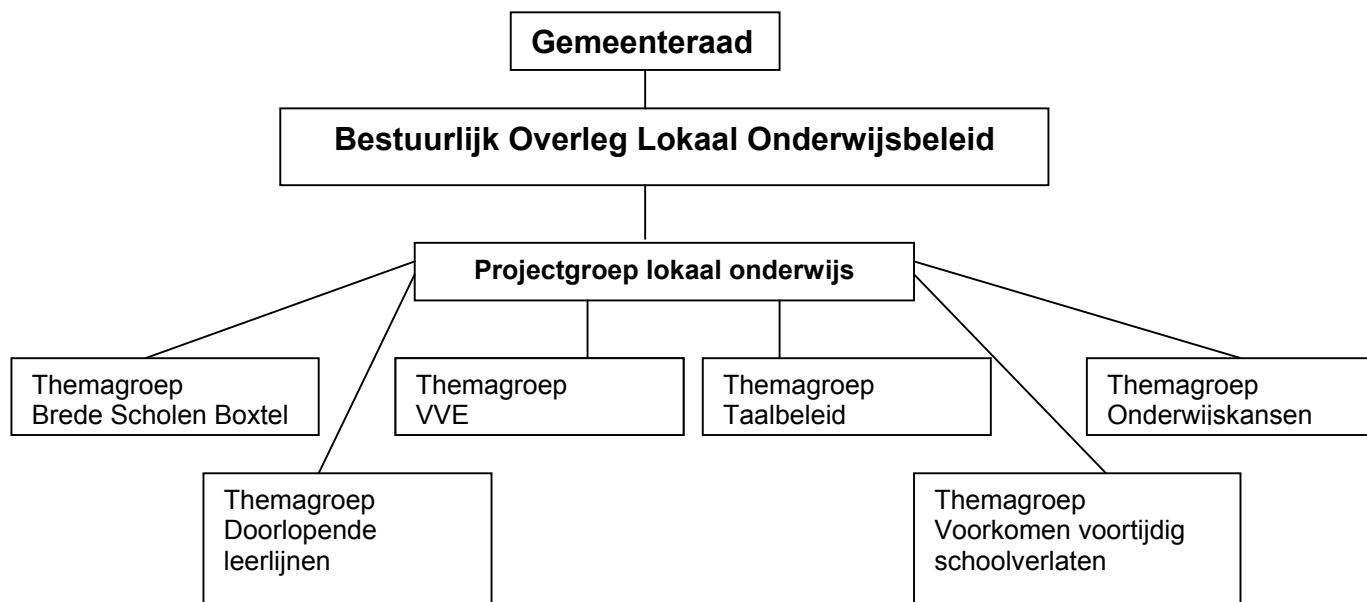 Gemeenteraad
Bestuurlijk Overleg Lokaal Onderwijsbeleid
Projectgroep lokaal onderwijs
Themagroep
Brede Scholen Boxtel
Themagroep
VVE
Themagroep
Taalbeleid
Themagroep
Onderwijskansen
Themagroep
Doorlopende
leerlijnen
Themagroep
Voorkomen voortijdig
schoolverlaten